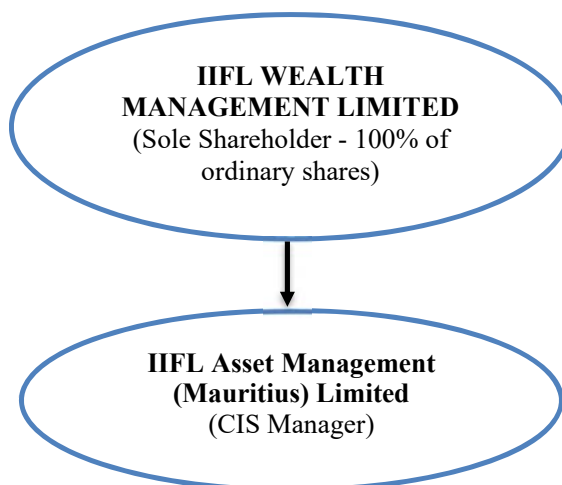 IIFL WEALTH
MANAGEMENT LIMITED
(Sole Shareholder - 100% of
ordinary shares)
IIFL Asset Management
(Mauritius) Limited
(CIS Manager)